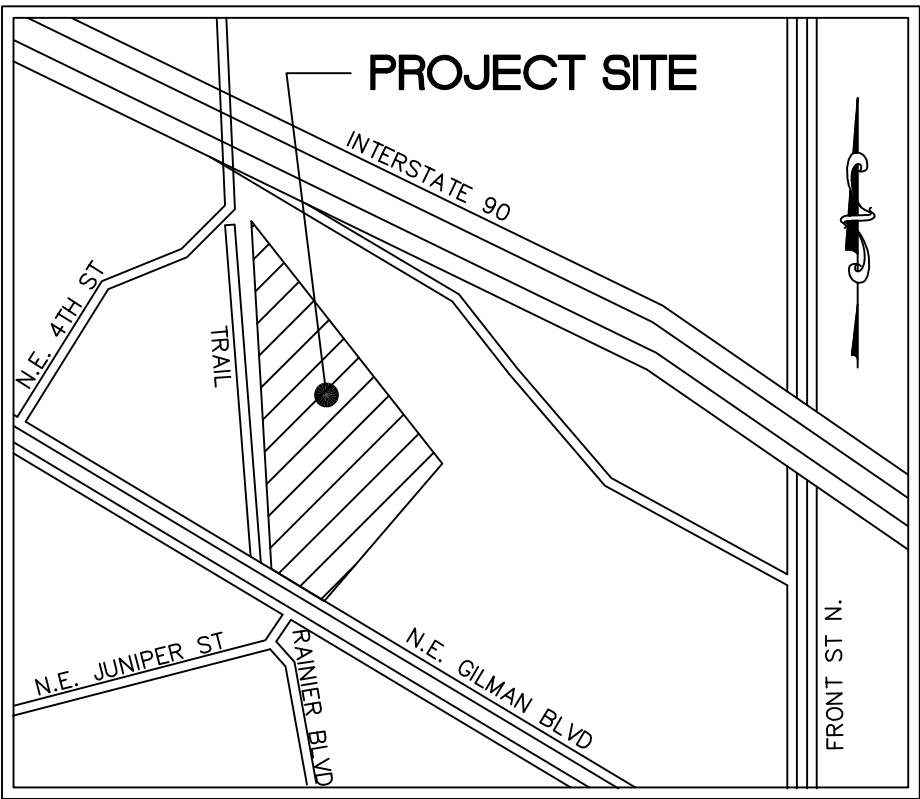 PROJECT SITE
INTERSTATE 90
N.E. 4TH ST
TRAIL
N.E. JUNIPER ST
RAINIER BLVD
N.E. GILMAN BLVD
FRONT ST N.